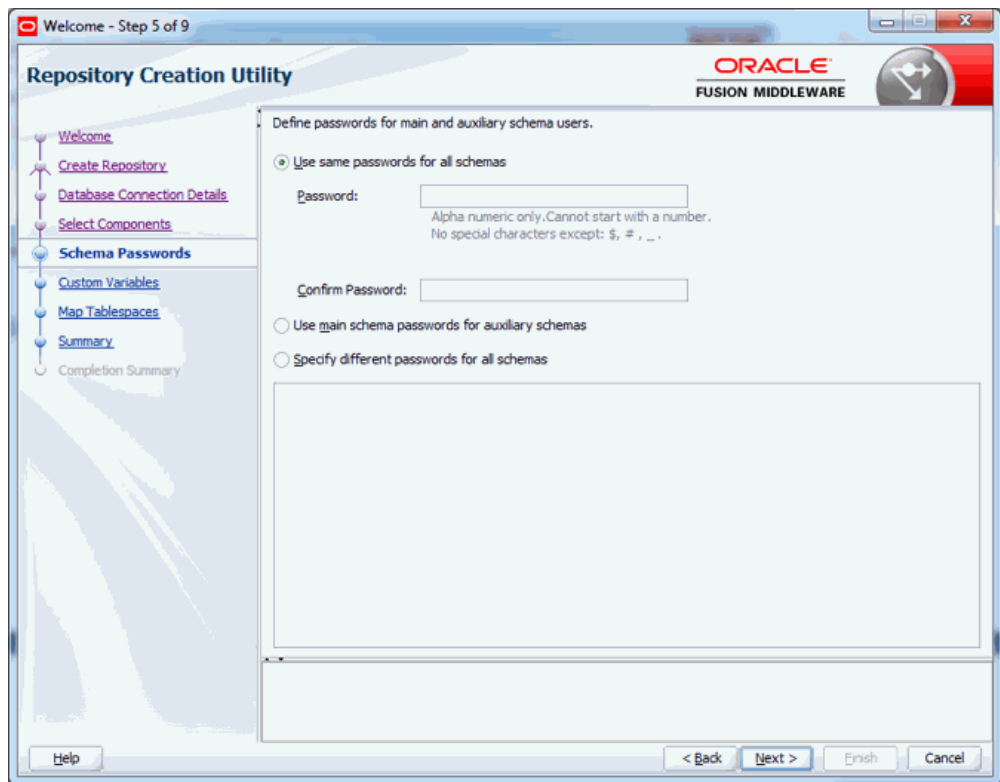 Welcome - Step 5 of 9
Repository Creation Utility
ORACLE
FUSION MIDDLEWARE
Welcome
Create Repository
Database Connection Details
Select Components
Schema Passwords
Custom Variables
Map Tablespaces
Summary
Completion Summary
Define passwords for main and auxiliary schema users.
Use same passwords for all schemas
Password:
Alpha numeric only.Cannot start with a number.
No special characters except: $, # , _ .
Confirm Password:
Use main schema passwords for auxiliary schemas
Specify different passwords for all schemas
Help
< Back
Next >
Finish
Cancel